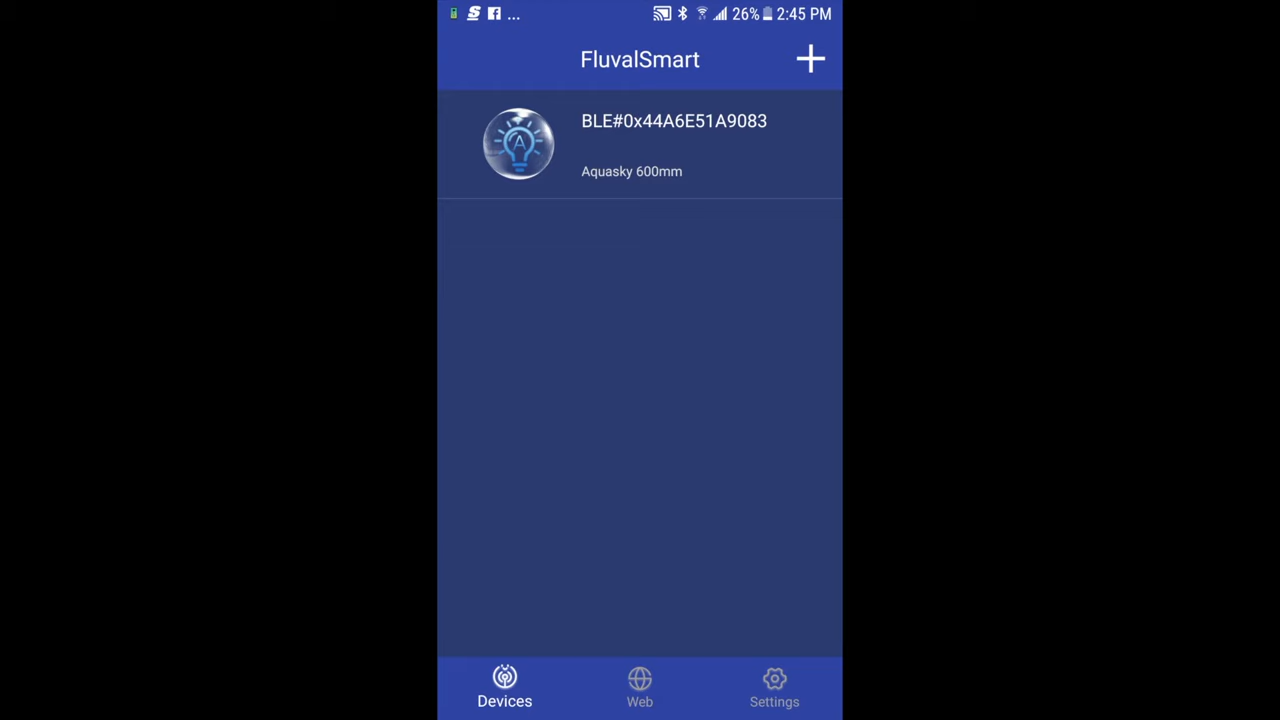 ... 26% 2:45 PM
FluvalSmart
BLE#0x44A6E51A9083
A
Aquasky 600mm
Devices Web Settings